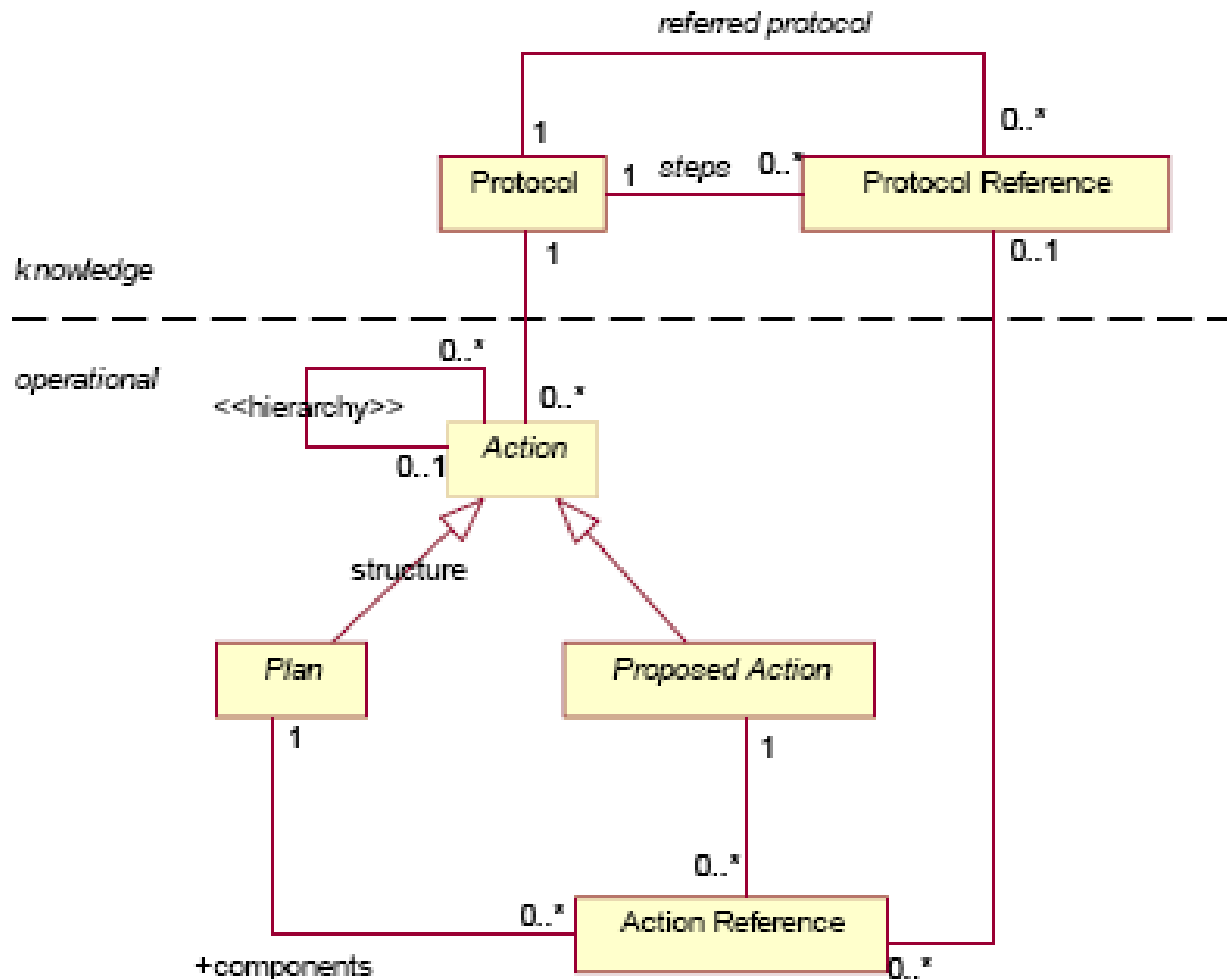 referred protocol
1
0..*
Protocol
1
steps
0..*
Protocol Reference
1
0..1
knowledge
operational
0..*
<<hierarchy>>
0..*
0..1
Action
structure
Plan
Proposed Action
1
1
0..*
0..*
Action Reference
+components
0..*